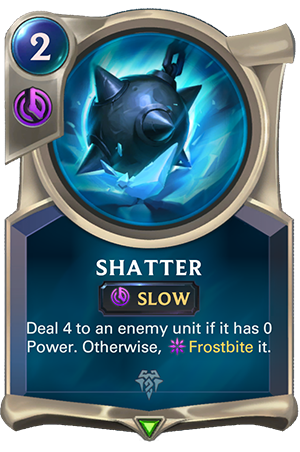 2
SHATTER
SLOW
Deal 4 to an enemy unit if it has 0
Power. Otherwise, Frostbite it.